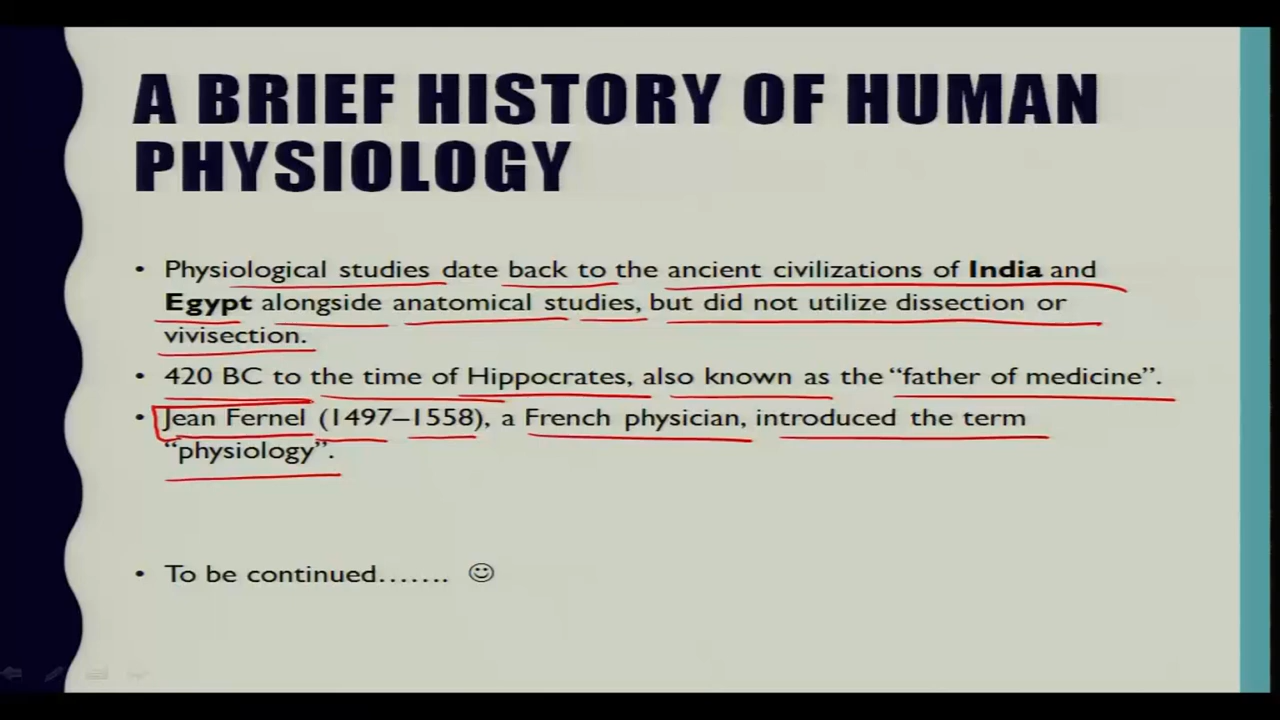 A BRIEF HISTORY OF HUMAN
PHYSIOLOGY
• Physiological studies date back to the ancient civilizations of India and
Egypt alongside anatomical studies, but did not utilize dissection or
vivisection.
• 420 BC to the time of Hippocrates, also known as the “father of medicine”.
• Jean Fernel (1497–1558), a French physician, introduced the term
“physiology”.
• To be continued....... ☺